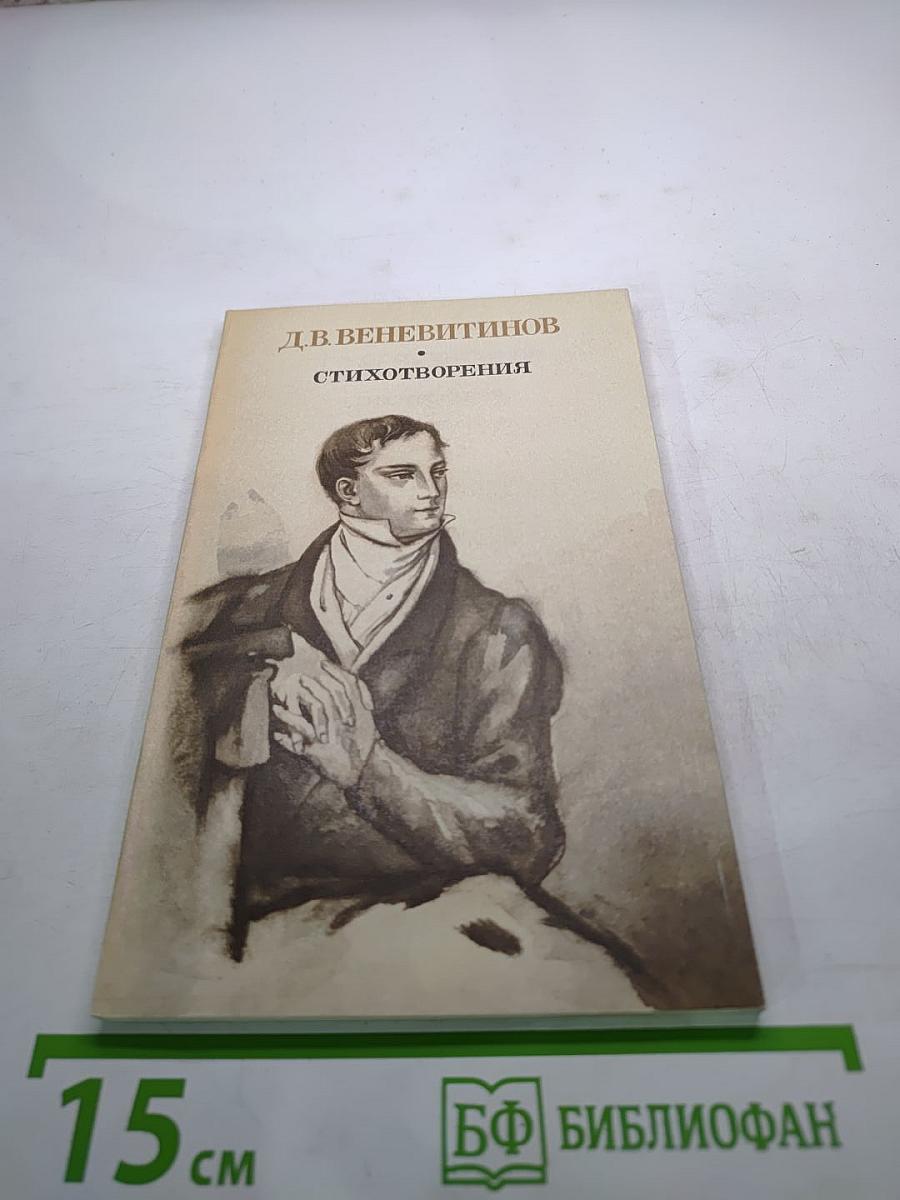 Д.В. ВЕНЕВИТИНОВ
•
СТИХОТВОРЕНИЯ
15 см
БФ БИБЛИОФАН